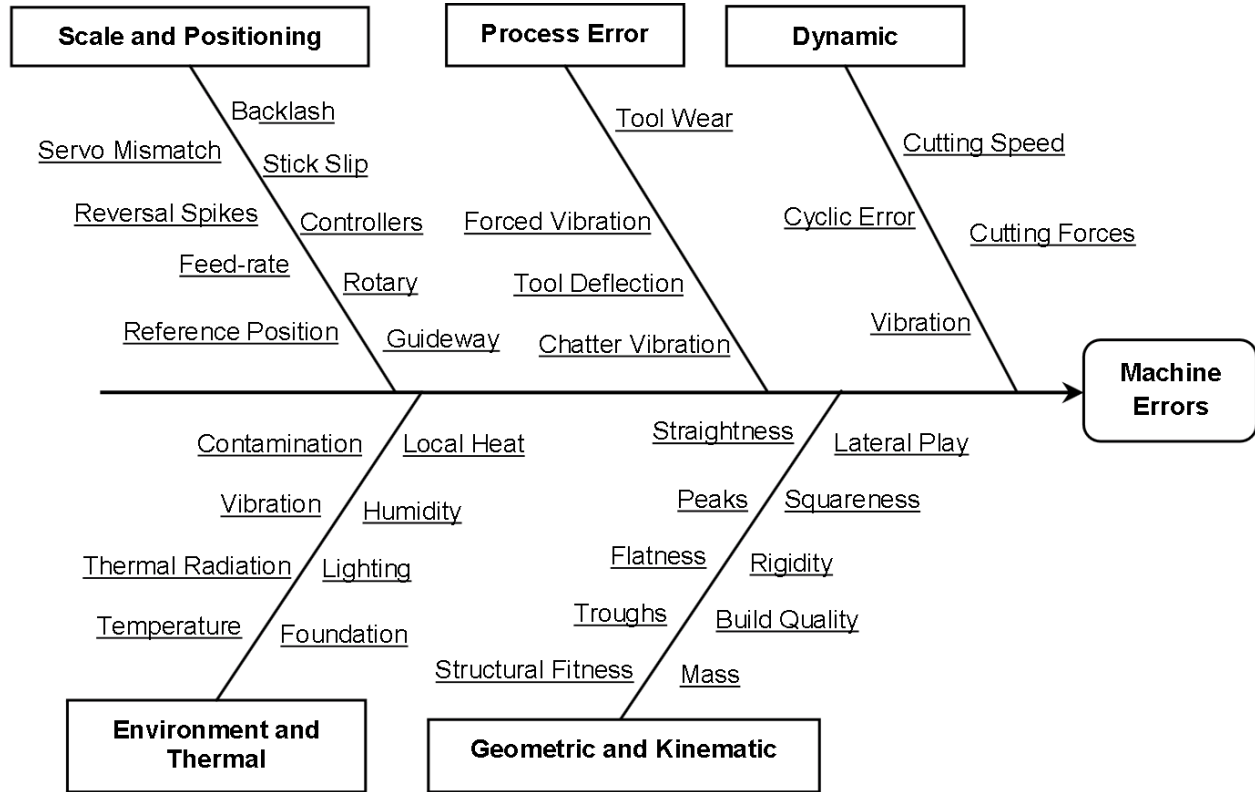 Scale and Positioning
Process Error
Dynamic
Backlash
Servo Mismatch
Stick Slip
Reversal Spikes
Controllers
Feed-rate
Rotary
Reference Position
Guideway
Tool Wear
Forced Vibration
Tool Deflection
Chatter Vibration
Cutting Speed
Cyclic Error
Cutting Forces
Vibration
Machine
Errors
Contamination
Local Heat
Vibration
Humidity
Thermal Radiation
Lighting
Temperature
Foundation
Environment and
Thermal
Straightness
Lateral Play
Peaks
Squareness
Flatness
Rigidity
Troughs
Build Quality
Structural Fitness
Mass
Geometric and Kinematic